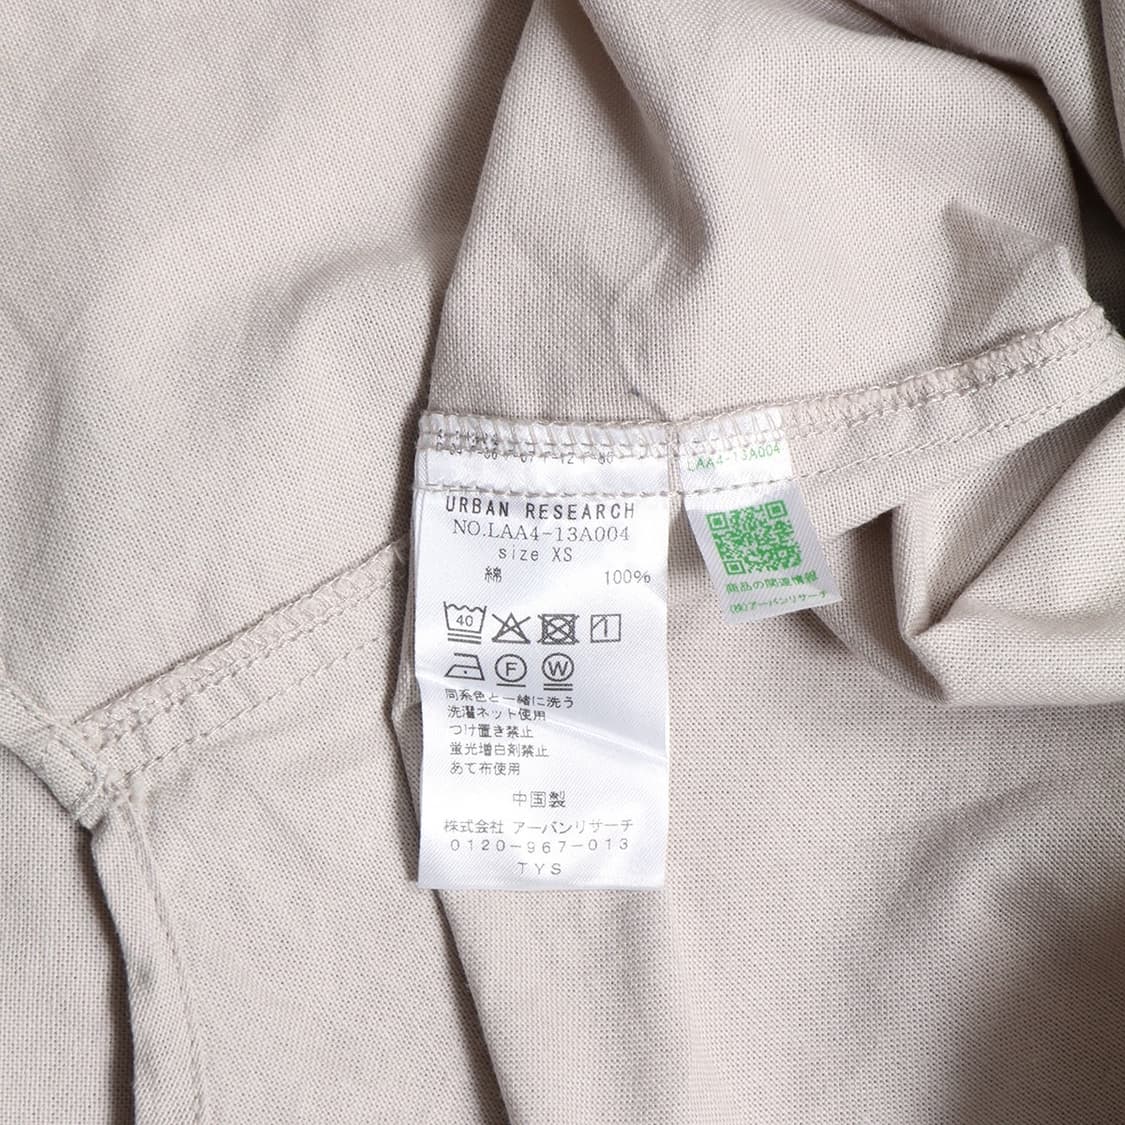 URBAN RESEARCH
NO.LAA4-13A004
size XS
綿 100%
40
F W
同系色と一緒に洗う
洗濯ネット使用
つけ置き禁止
蛍光増白剤禁止
あて布使用
中国製
株式会社 アーバンリサーチ
0120-967-013
TYS
LAA4-13A004
商品の関連情報
(株)アーバンリサーチ